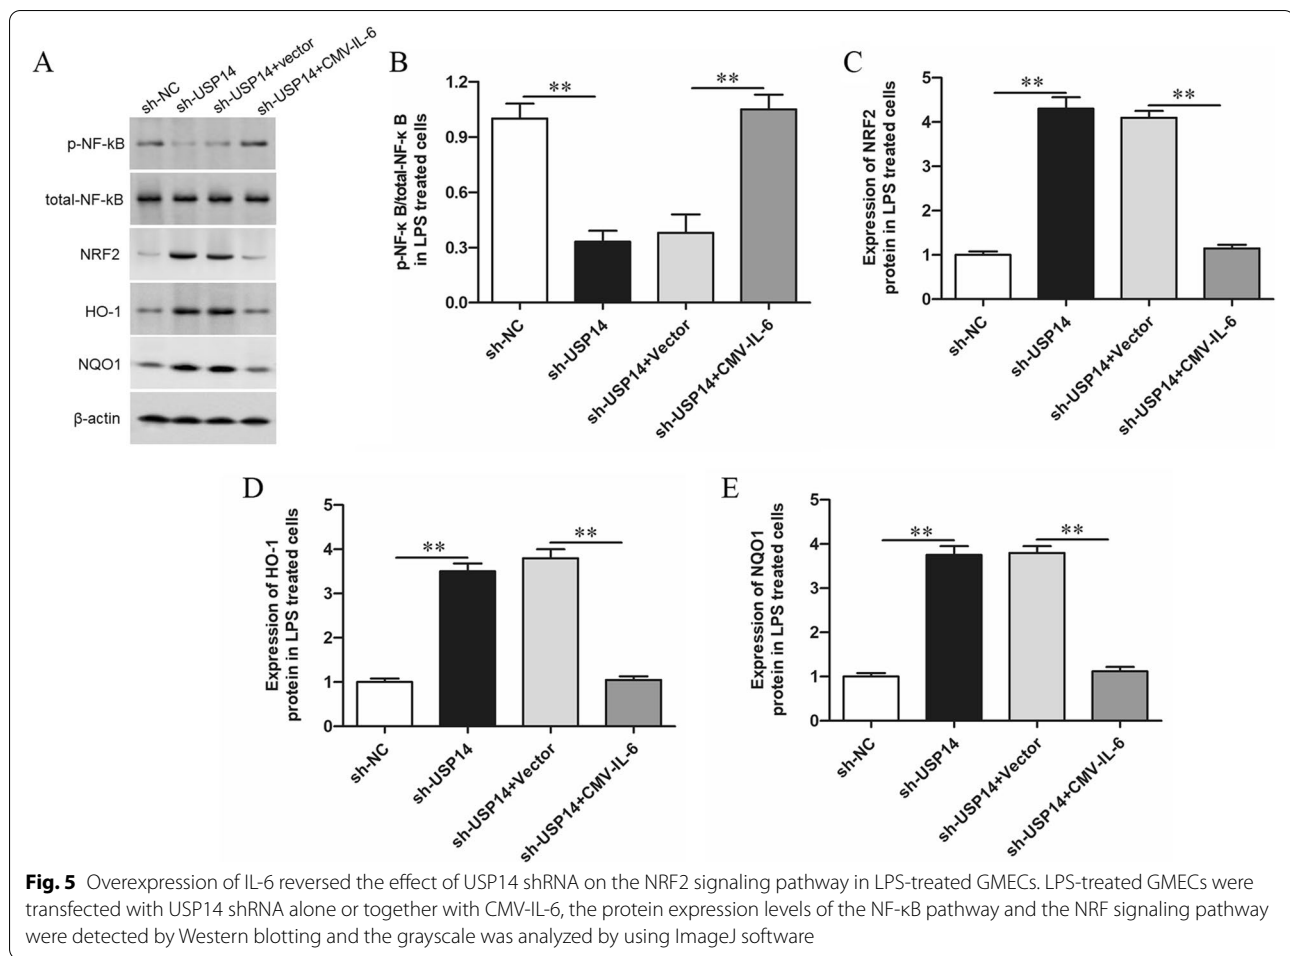 A
sh-NC
sh-USP14
sh-USP14+vector
sh-USP14+CMV-IL-6
p-NF-kB
total-NF-kB
NRF2
HO-1
NQO1
β-actin
B
p-NF-κ B/total-NF-κ B
in LPS treated cells
1.2
0.9
0.6
0.3
0.0
**
**
sh-NC
sh-USP14
sh-USP14+Vector
sh-USP14+CMV-IL-6
C
Expression of NRF2
protein in LPS treated cells
5
4
3
2
1
0
**
**
sh-NC
sh-USP14
sh-USP14+Vector
sh-USP14+CMV-IL-6
D
Expression of HO-1
protein in LPS treated cells
5
4
3
2
1
0
**
**
sh-NC
sh-USP14
sh-USP14+Vector
sh-USP14+CMV-IL-6
E
Expression of NQO1
protein in LPS treated cells
5
4
3
2
1
0
**
**
sh-NC
sh-USP14
sh-USP14+Vector
sh-USP14+CMV-IL-6
Fig. 5 Overexpression of IL-6 reversed the effect of USP14 shRNA on the NRF2 signaling pathway in LPS-treated GMECs. LPS-treated GMECs were
transfected with USP14 shRNA alone or together with CMV-IL-6, the protein expression levels of the NF-κB pathway and the NRF signaling pathway
were detected by Western blotting and the grayscale was analyzed by using ImageJ software